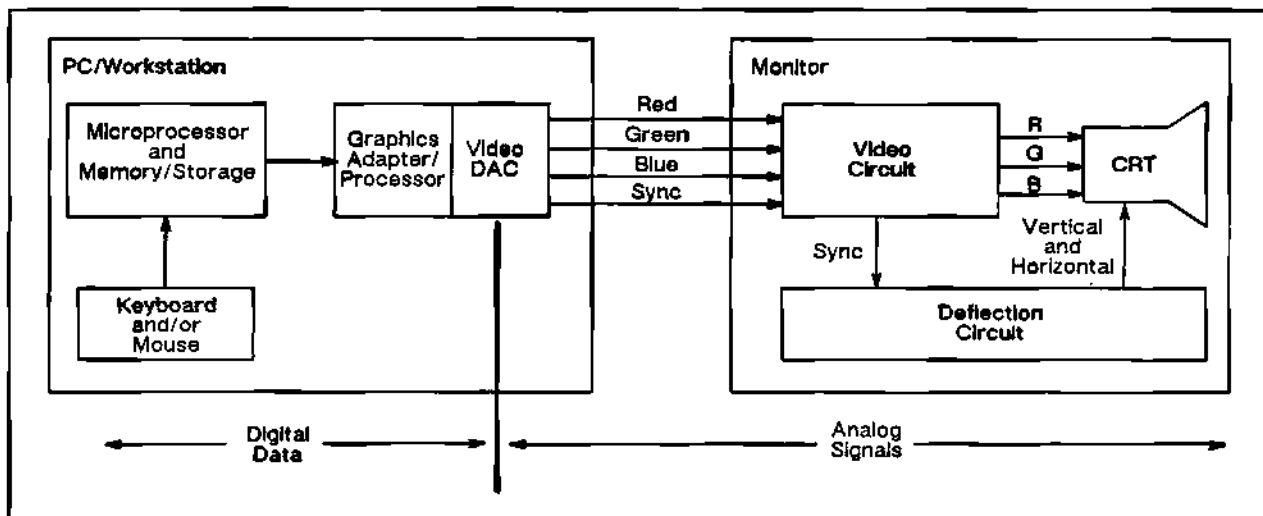 PC/Workstation
Microprocessor
and
Memory/Storage
Graphics
Adapter/
Processor
Video
DAC
Keyboard
and/or
Mouse
Red
Green
Blue
Sync
Monitor
Video
Circuit
R
G
B
CRT
Sync
Vertical
and
Horizontal
Deflection
Circuit
Digital
Data
Analog
Signals